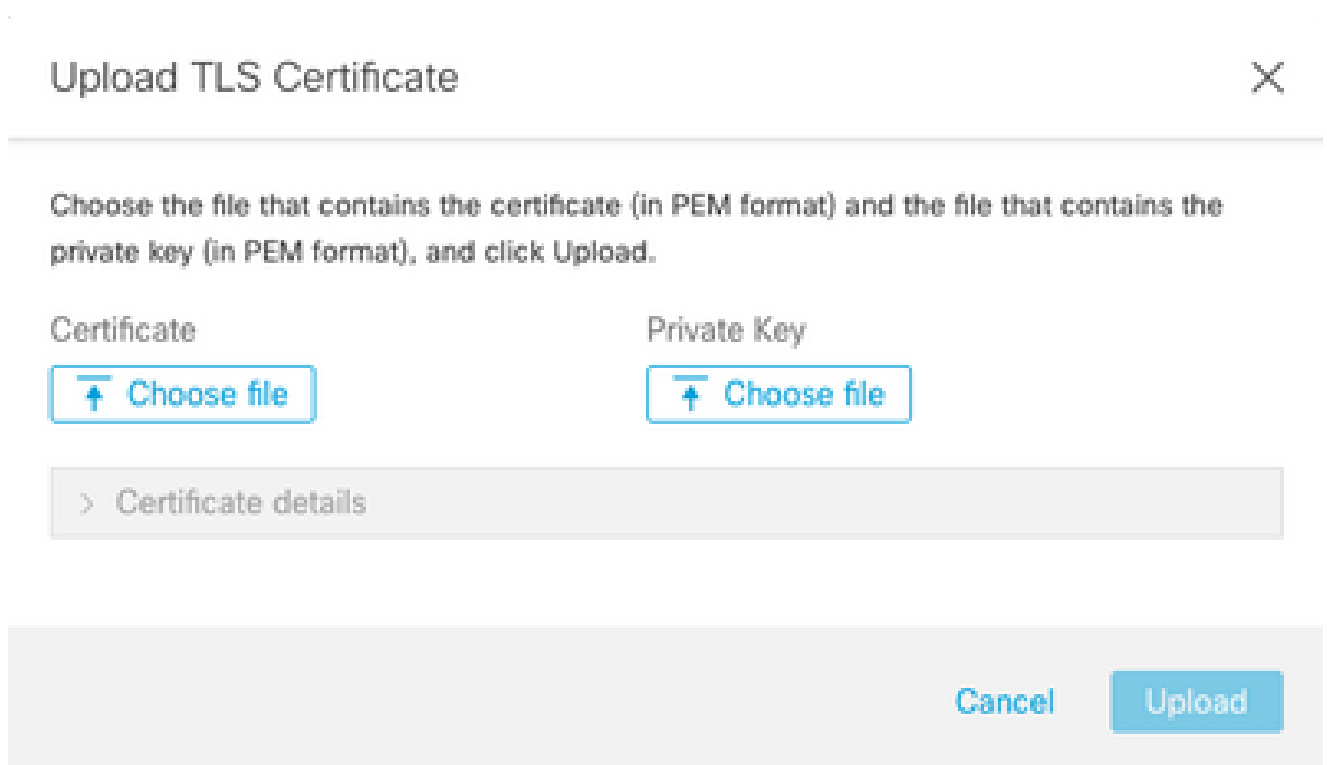 Upload TLS Certificate
Choose the file that contains the certificate (in PEM format) and the file that contains the
private key (in PEM format), and click Upload.
Certificate
Private Key
Choose file
Choose file
> Certificate details
Cancel
Upload